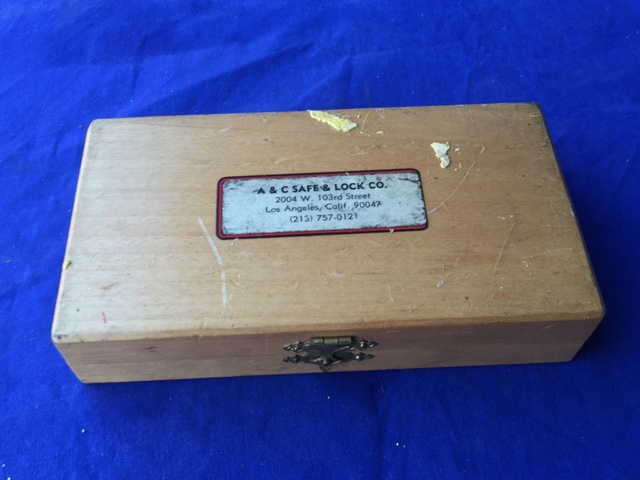 A & C SAFE & LOCK CO.
2004 W. 103rd Street
Los Angeles, Calif. 90047
(213) 757-0121